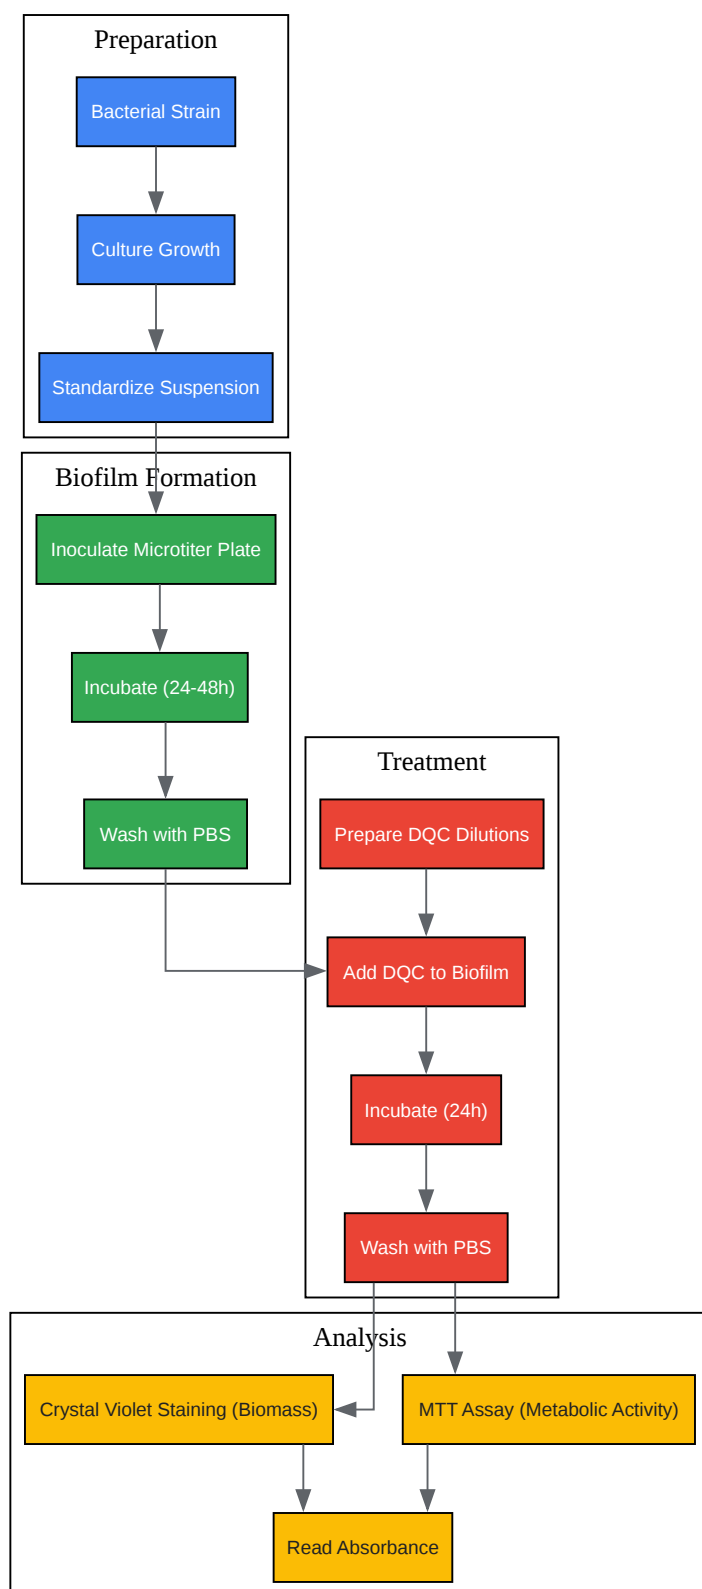 Preparation
Bacterial Strain
Culture Growth
Standardize Suspension
Biofilm Formation
Inoculate Microtiter Plate
Incubate (24-48h)
Wash with PBS
Treatment
Prepare DQC Dilutions
Add DQC to Biofilm
Incubate (24h)
Wash with PBS
Analysis
Crystal Violet Staining (Biomass)
MTT Assay (Metabolic Activity)
Read Absorbance